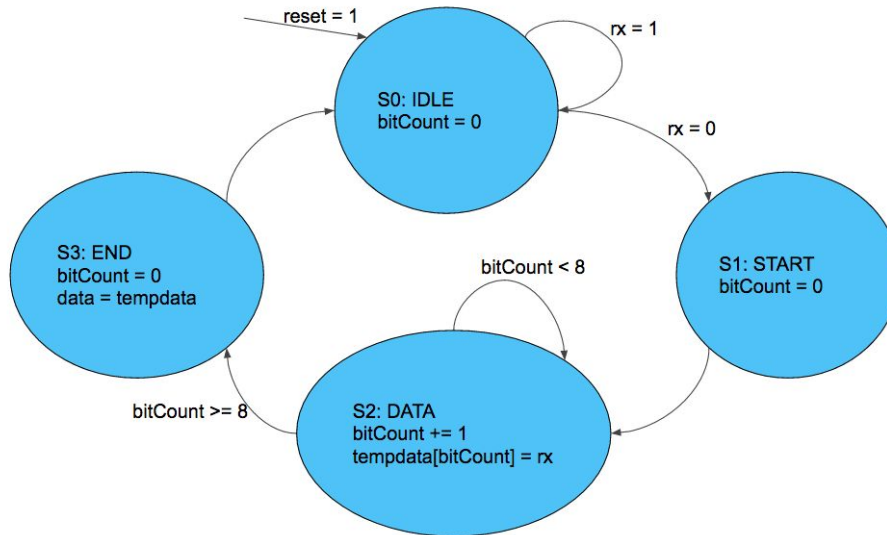 reset = 1
rx = 1
S0: IDLE
bitCount = 0
rx = 0
S3: END
bitCount = 0
data = tempdata
S1: START
bitCount = 0
bitCount < 8
bitCount >= 8
S2: DATA
bitCount += 1
tempdata[bitCount] = rx